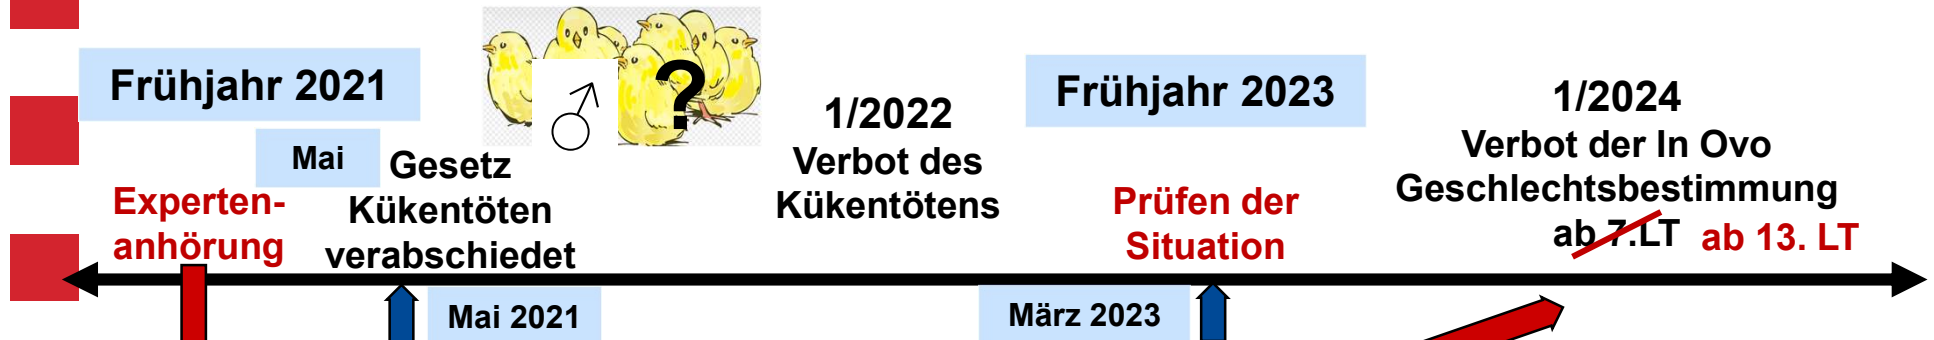 Frühjahr 2021
Mai
Experten-
anhörung
Gesetz
Kükentöten
verabschiedet
Mai 2021
♂ ?
1/2022
Verbot des
Kükentötens
Frühjahr 2023
Prüfen der
Situation
März 2023
1/2024
Verbot der In Ovo
Geschlechtsbestimmung
ab 7.LT ab 13. LT